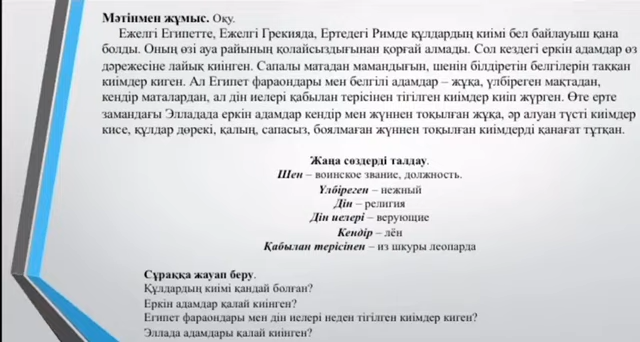 Мәтінмен жұмыс. Оқу.
Ежелгі Египетте, Ежелгі Грекияда, Ертедегі Римде құлдардың киімі бел байлауыш қана
болды. Оның өзі ауа райының қолайсыздығынан қорғай алмады. Сол кездегі еркін адамдар өз
дәрежесіне лайық киінген. Сапалы матадан мамандығын, шенін білдіретін белгілерін таққан
киімдер киген. Ал Египет фараондары мен белгілі адамдар – жұқа, үлбіреген мақтадан,
кендір маталардан, ал дін иелері қабылан терісінен тігілген киімдер киіп жүрген. Өте ерте
замандағы Элладада еркін адамдар кендір мен жүннен тоқылған жұқа, әр алуан түсті киімдер
кисе, құлдар дөрекі, қалың, сапасыз, боялмаған жүннен тоқылған киімдерді қанағат тұтқан.
Жаңа сөздерді талдау.
Шен – воинское звание, должность.
Үлбіреген – нежный
Дін – религия
Дін иелері – верующие
Кендір – лён
Қабылан терісінен – из шкуры леопарда
Сұраққа жауап беру.
Құлдардың киімі қандай болған?
Еркін адамдар қалай киінген?
Египет фараондары мен дін иелері неден тігілген киімдер киген?
Эллада адамдары қалай киінген?